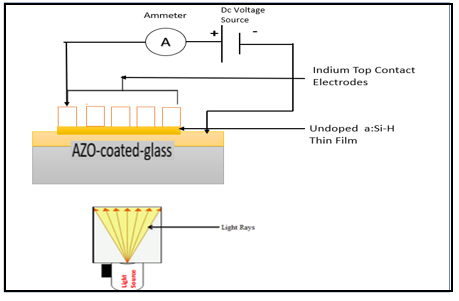 Ammeter
Dc Voltage
Source
+
-
A
Indium Top Contact
Electrodes
Undoped a:Si-H
Thin Film
AZO-coated-glass
Light Rays
Light
Source